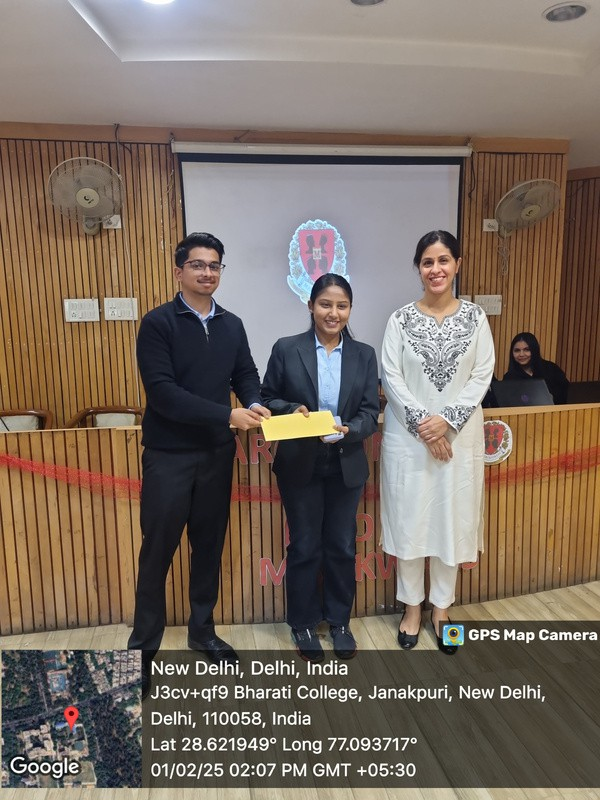 GPS Map Camera
New Delhi, Delhi, India
J3cv+qf9 Bharati College, Janakpuri, New Delhi,
Delhi, 110058, India
Lat 28.621949° Long 77.093717°
01/02/25 02:07 PM GMT +05:30
Google